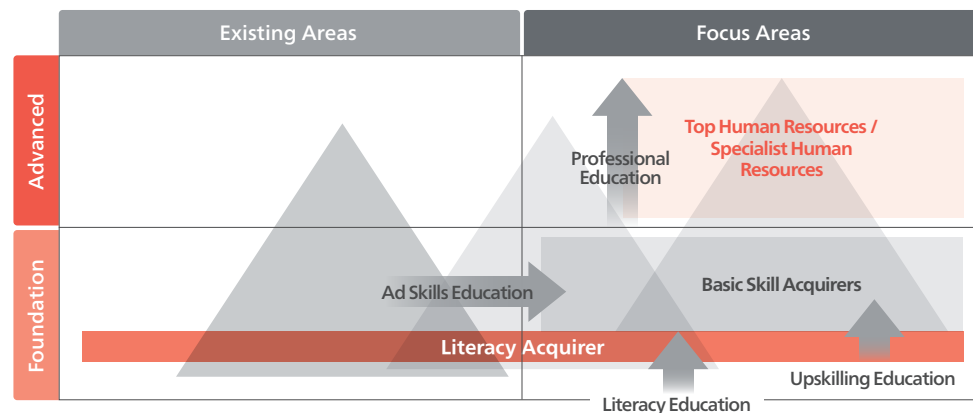 Existing Areas
Focus Areas
Advanced
Top Human Resources /
Specialist Human
Resources
Professional
Education
Foundation
Ad Skills Education
Basic Skill Acquirers
Literacy Acquirer
Upskilling Education
Literacy Education